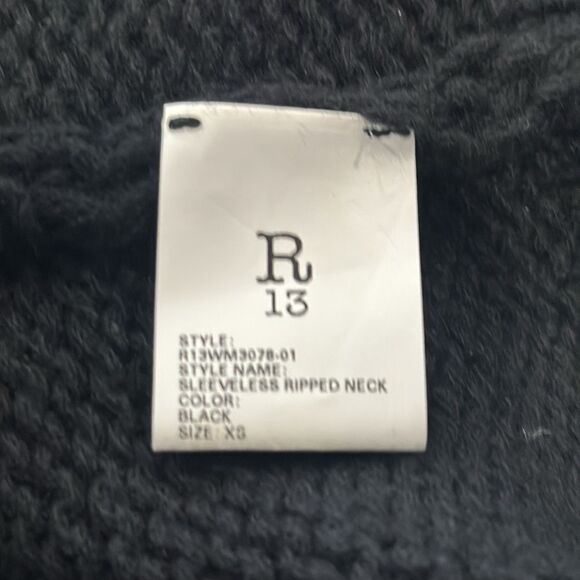 R
13
STYLE:
R13WM3078-01
STYLE NAME:
SLEEVELESS RIPPED NECK
COLOR:
BLACK
SIZE: XS